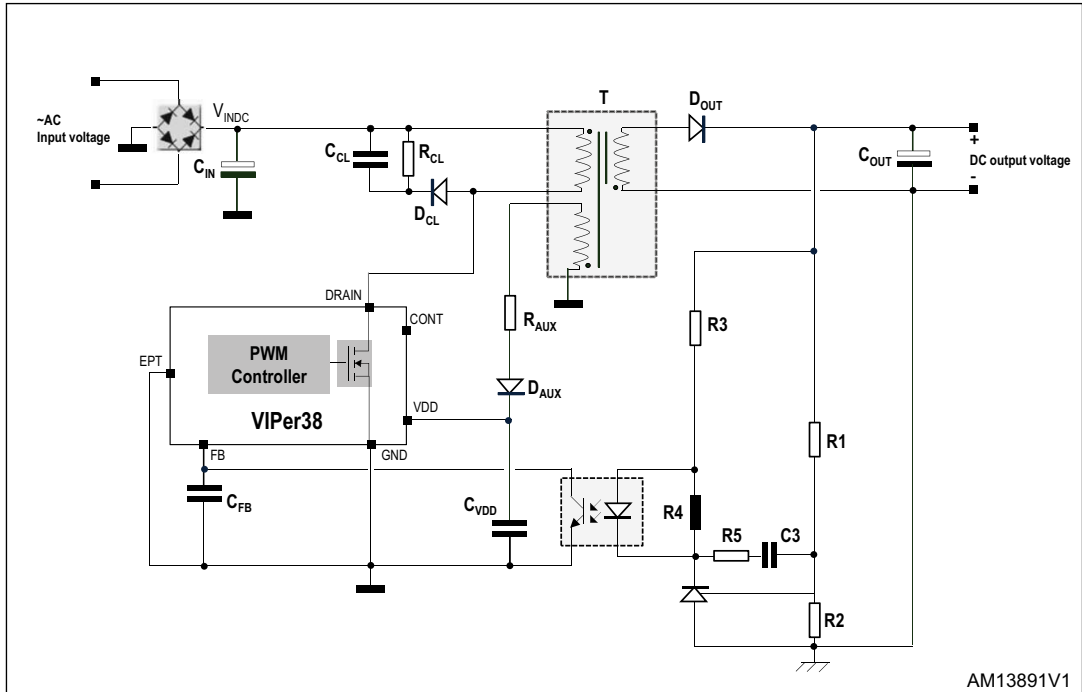 T
D_OUT
~AC
Input voltage
V_INDC
C_IN
C_CL
R_CL
D_CL
C_OUT
+
DC output voltage
-
DRAIN
CONT
EPT
PWM
Controller
VIPer38
VDD
FB
GND
R_AUX
D_AUX
R3
R1
C_FB
C_VDD
R4
R5
C3
R2
AM13891V1